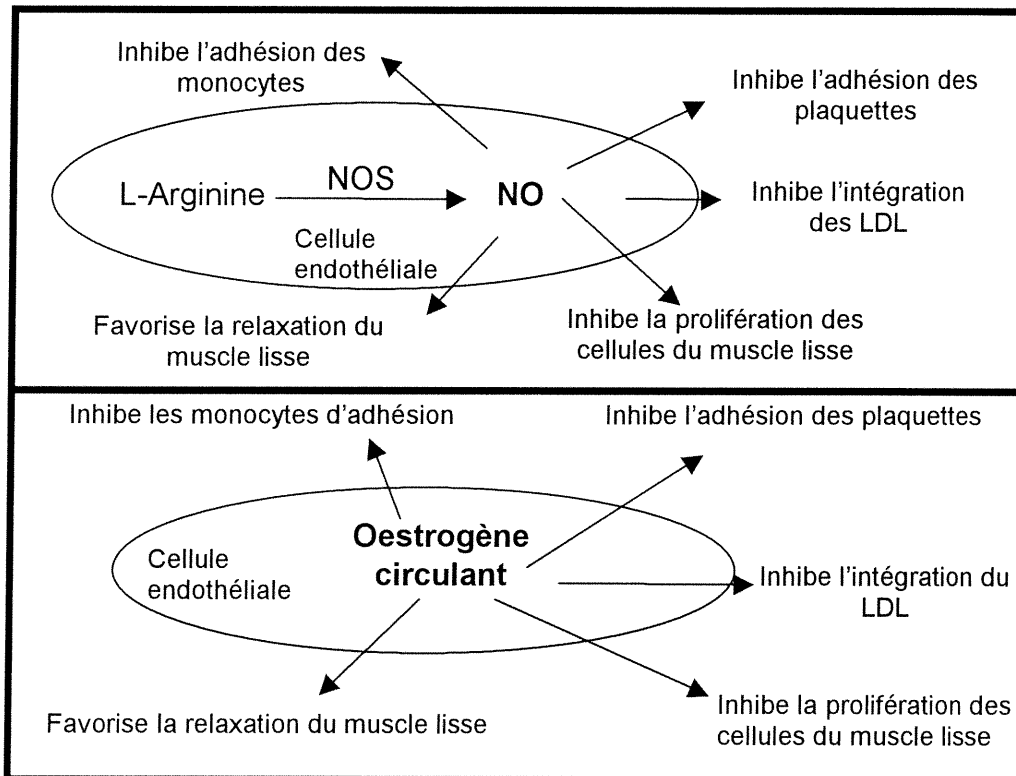 Inhibe l'adhésion des
monocytes
Inhibe l'adhésion des
plaquettes
L-Arginine
NOS
NO
Inhibe l'intégration
des LDL
Cellule
endothéliale
Favorise la relaxation du
muscle lisse
Inhibe la prolifération des
cellules du muscle lisse
Inhibe les monocytes d'adhésion
Inhibe l'adhésion des plaquettes
Oestrogène
circulant
Cellule
endothéliale
Inhibe l'intégration du
LDL
Favorise la relaxation du muscle lisse
Inhibe la prolifération des
cellules du muscle lisse